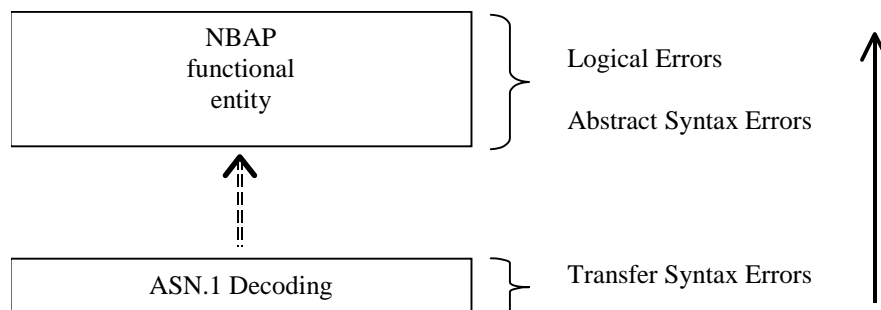 NBAP
functional
entity
Logical Errors
Abstract Syntax Errors
ASN.1 Decoding
Transfer Syntax Errors